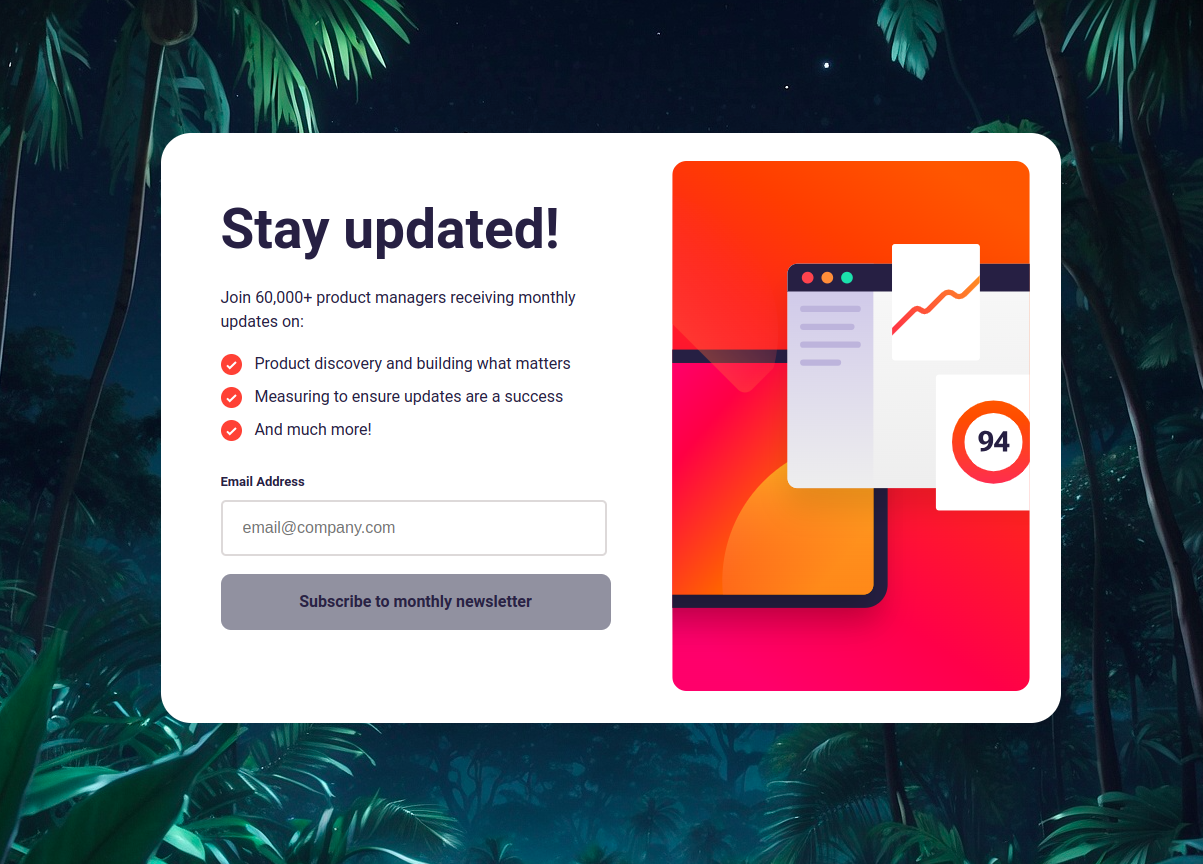 Stay updated!
Join 60,000+ product managers receiving monthly
updates on:
Product discovery and building what matters
Measuring to ensure updates are a success
And much more!
Email Address
email@company.com
Subscribe to monthly newsletter
94